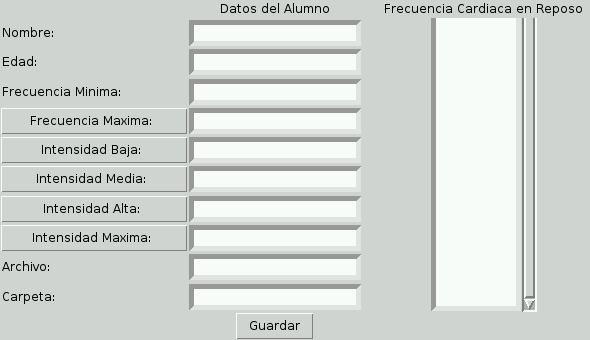 Datos del Alumno
Frecuencia Cardiaca en Reposo
Nombre:
Edad:
Frecuencia Minima:
Frecuencia Maxima:
Intensidad Baja:
Intensidad Media:
Intensidad Alta:
Intensidad Maxima:
Archivo:
Carpeta:
Guardar